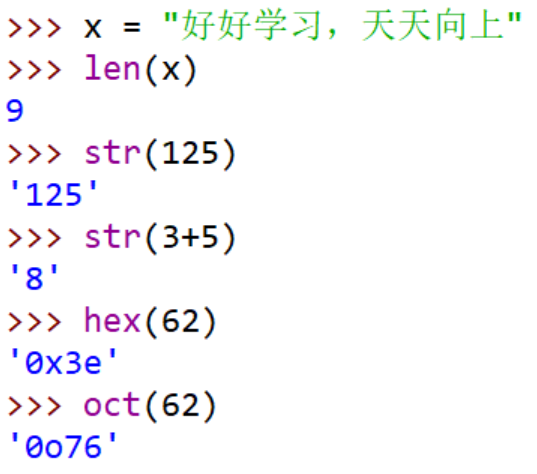 >>> x = "好好学习，天天向上"
>>> len(x)
9
>>> str(125)
'125'
>>> str(3+5)
'8'
>>> hex(62)
'0x3e'
>>> oct(62)
'0o76'